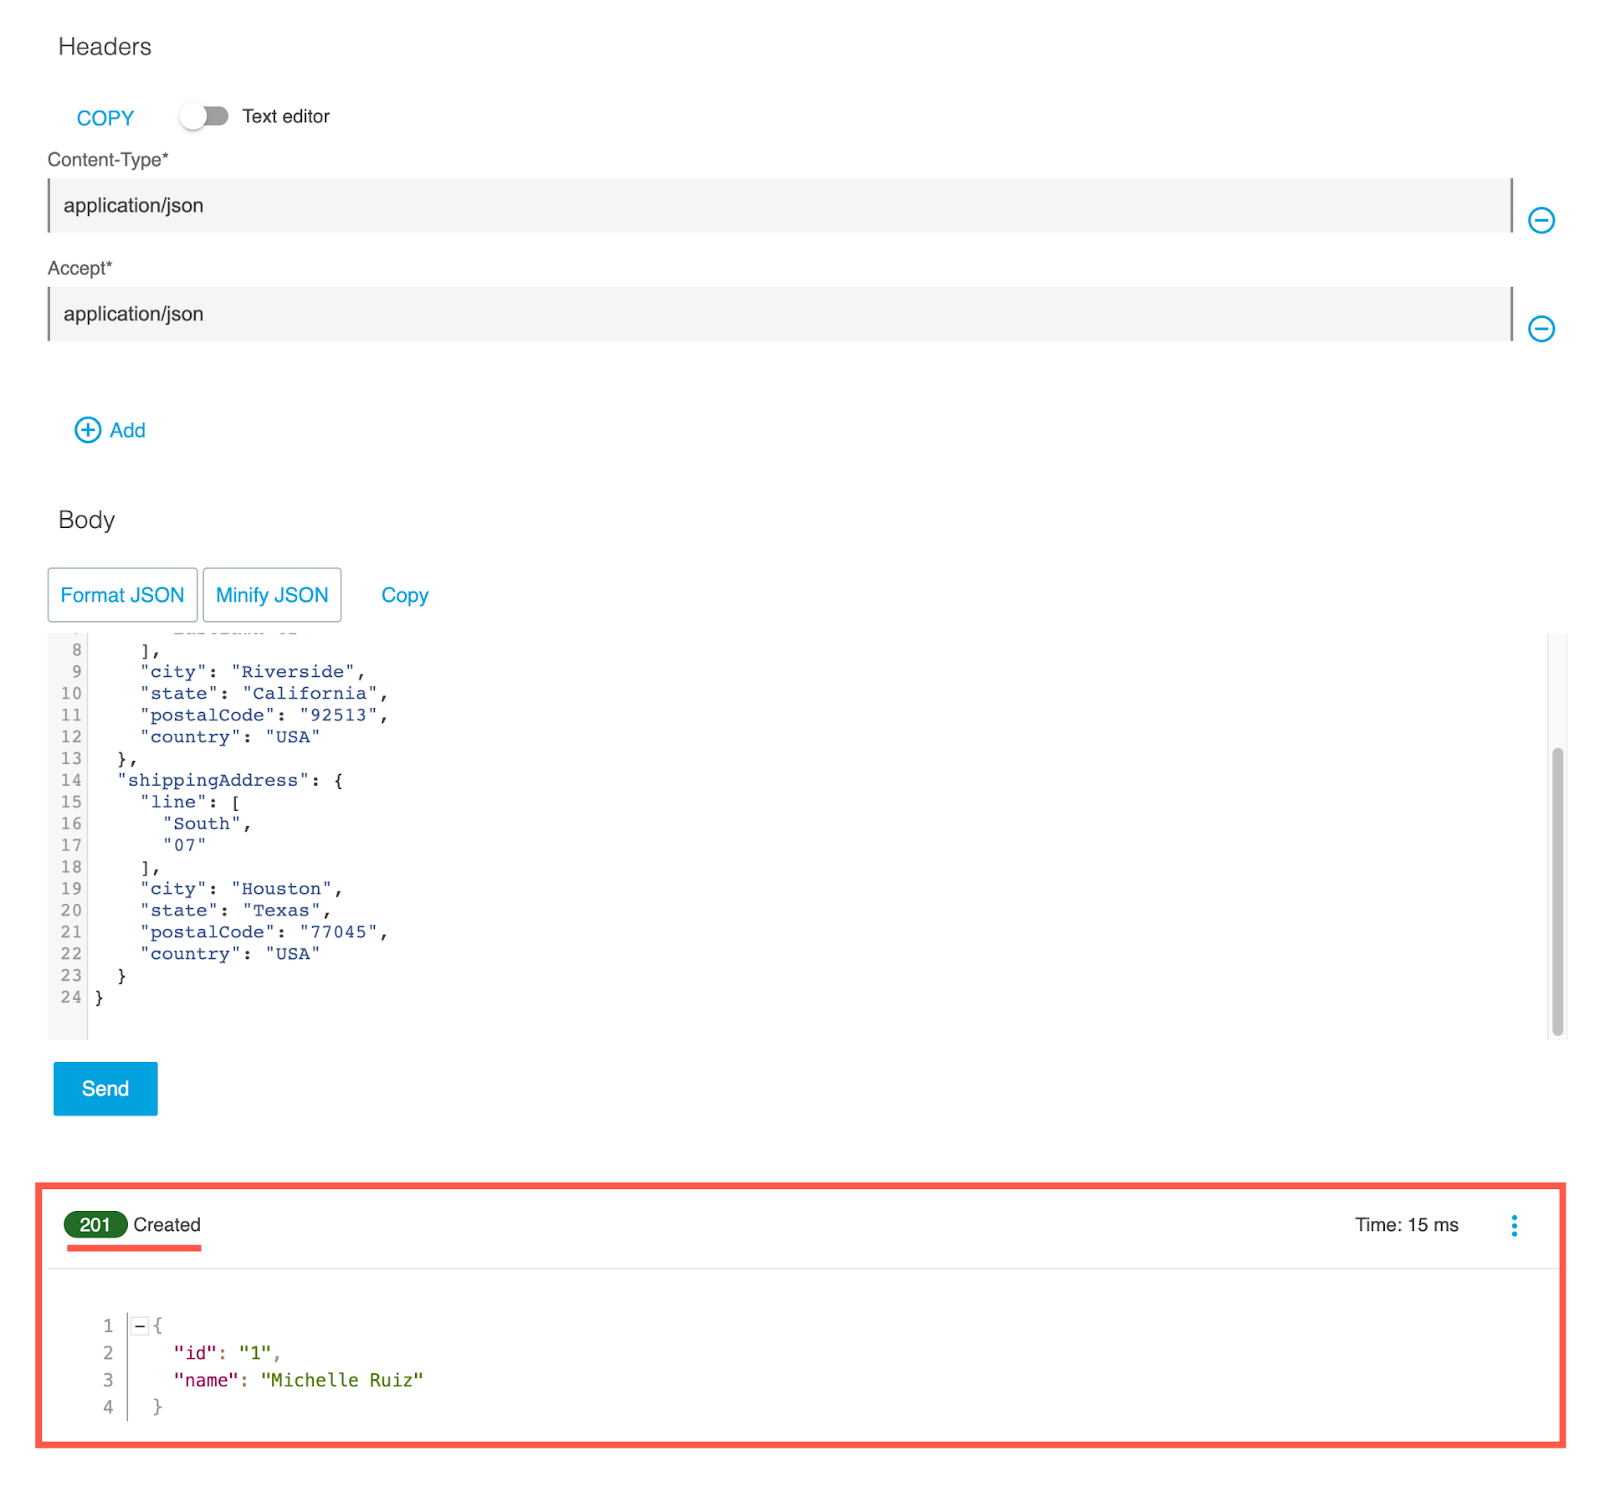 Headers
COPY Text editor
Content-Type*
application/json
Accept*
application/json
Add
Body
Format JSON Minify JSON Copy
8 ],
9 "city": "Riverside",
10 "state": "California",
11 "postalCode": "92513",
12 "country": "USA"
13 },
14 "shippingAddress": {
15 "line": [
16 "South",
17 "07"
18 ],
19 "city": "Houston",
20 "state": "Texas",
21 "postalCode": "77045",
22 "country": "USA"
23 }
24 }
Send
201 Created Time: 15 ms
1 {
2 "id": "1",
3 "name": "Michelle Ruiz"
4 }